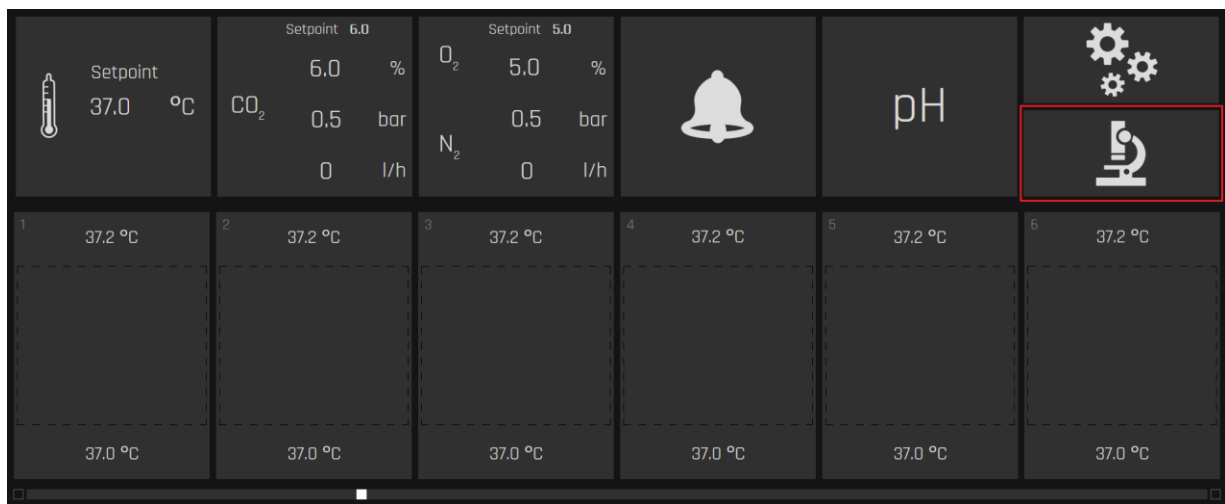 Setpoint
37.0 °C
Setpoint 6.0
CO₂
6.0 %
0.5 bar
0 l/h
Setpoint 5.0
O₂
5.0 %
0.5 bar
N₂
0 l/h
pH
1
37.2 °C
37.0 °C
2
37.2 °C
37.0 °C
3
37.2 °C
37.0 °C
4
37.2 °C
37.0 °C
5
37.2 °C
37.0 °C
6
37.2 °C
37.0 °C